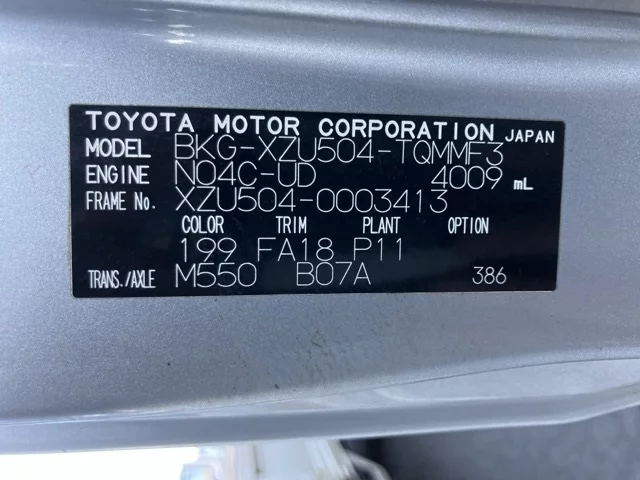 TOYOTA MOTOR CORPORATION JAPAN
MODEL BKG-XZU504-TQMMF3
ENGINE N04C-UD 4009 mL
FRAME No. XZU504-0003413
COLOR TRIM PLANT OPTION
199 FA18 P11
TRANS./AXLE M550 B07A 386